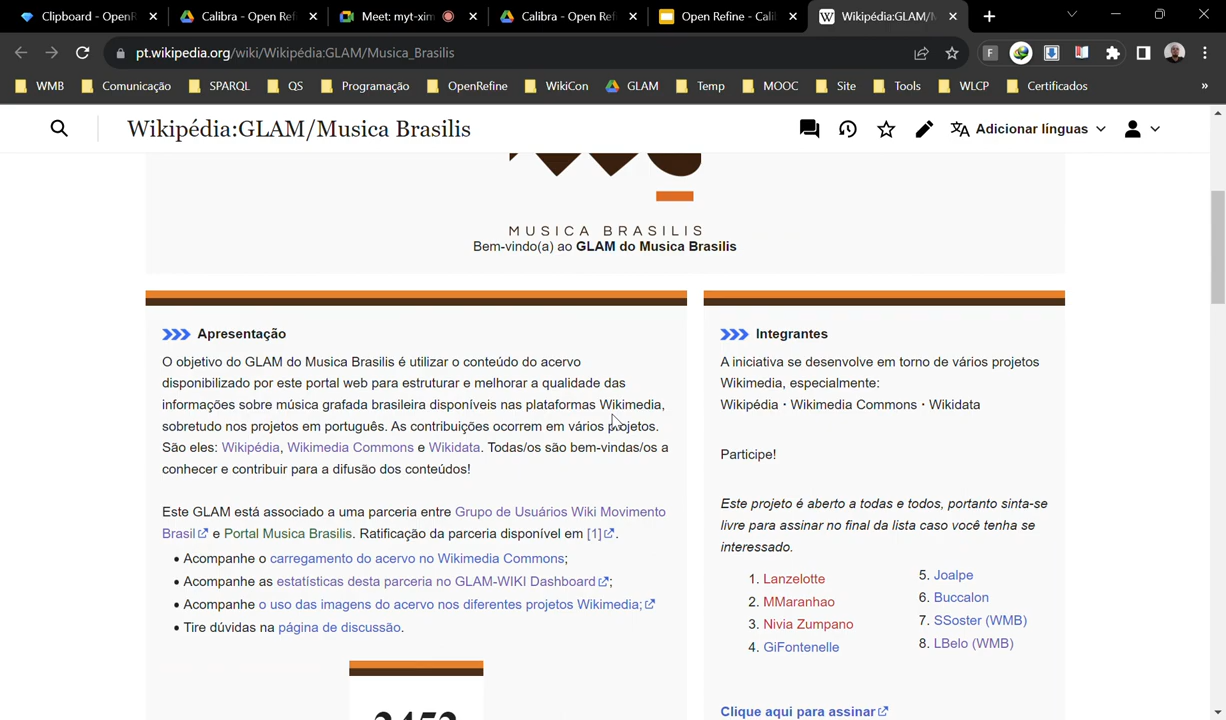 Clipboard - OpenR
Calibra - Open Ref
Meet: myt-xim
Calibra - Open Ref
Open Refine - Cali
Wikipédia:GLAM/M
pt.wikipedia.org/wiki/Wikipédia:GLAM/Musica_Brasilis
WMB Comunicação SPARQL QS Programação OpenRefine WikiCon GLAM Temp MOOC Site Tools WLCP Certificados »
Wikipédia:GLAM/Musica Brasilis
Adicionar línguas
MUSICA BRASILIS
Bem-vindo(a) ao GLAM do Musica Brasilis
Apresentação
O objetivo do GLAM do Musica Brasilis é utilizar o conteúdo do acervo
disponibilizado por este portal web para estruturar e melhorar a qualidade das
informações sobre música grafada brasileira disponíveis nas plataformas Wikimedia,
sobretudo nos projetos em português. As contribuições ocorrem em vários projetos.
São eles: Wikipédia, Wikimedia Commons e Wikidata. Todas/os são bem-vindas/os a
conhecer e contribuir para a difusão dos conteúdos!
Este GLAM está associado a uma parceria entre Grupo de Usuários Wiki Movimento
Brasil e Portal Musica Brasilis. Ratificação da parceria disponível em [1].
• Acompanhe o carregamento do acervo no Wikimedia Commons;
• Acompanhe as estatísticas desta parceria no GLAM-WIKI Dashboard;
• Acompanhe o uso das imagens do acervo nos diferentes projetos Wikimedia;
• Tire dúvidas na página de discussão.
2452
Integrantes
A iniciativa se desenvolve em torno de vários projetos
Wikimedia, especialmente:
Wikipédia · Wikimedia Commons · Wikidata
Participe!
Este projeto é aberto a todas e todos, portanto sinta-se
livre para assinar no final da lista caso você tenha se
interessado.
1. Lanzelotte
2. MMaranhao
3. Nivia Zumpano
4. GiFontenelle
5. Joalpe
6. Buccalon
7. SSoster (WMB)
8. LBelo (WMB)
Clique aqui para assinar